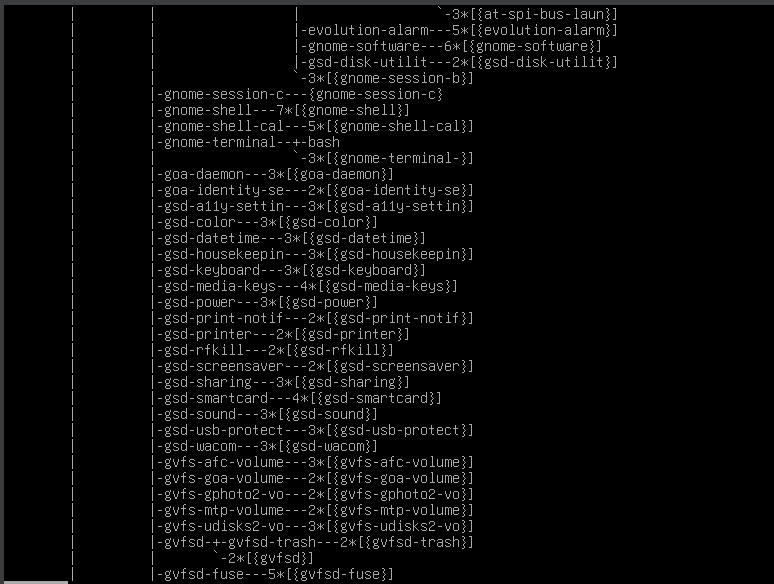 |          |                  |                  `-3*[{at-spi-bus-laun}]
|          |                  |-evolution-alarm---5*[{evolution-alarm}]
|          |                  |-gnome-software---6*[{gnome-software}]
|          |                  |-gsd-disk-utilit---2*[{gsd-disk-utilit}]
|          |                  `-3*[{gnome-session-b}]
|          |-gnome-session-c---{gnome-session-c}
|          |-gnome-shell---7*[{gnome-shell}]
|          |-gnome-shell-cal---5*[{gnome-shell-cal}]
|          |-gnome-terminal--+-bash
|          |                  `-3*[{gnome-terminal-}]
|          |-goa-daemon---3*[{goa-daemon}]
|          |-goa-identity-se---2*[{goa-identity-se}]
|          |-gsd-a11y-settin---3*[{gsd-a11y-settin}]
|          |-gsd-color---3*[{gsd-color}]
|          |-gsd-datetime---3*[{gsd-datetime}]
|          |-gsd-housekeepin---3*[{gsd-housekeepin}]
|          |-gsd-keyboard---3*[{gsd-keyboard}]
|          |-gsd-media-keys---4*[{gsd-media-keys}]
|          |-gsd-power---3*[{gsd-power}]
|          |-gsd-print-notif---2*[{gsd-print-notif}]
|          |-gsd-printer---2*[{gsd-printer}]
|          |-gsd-rfkill---2*[{gsd-rfkill}]
|          |-gsd-screensaver---2*[{gsd-screensaver}]
|          |-gsd-sharing---3*[{gsd-sharing}]
|          |-gsd-smartcard---4*[{gsd-smartcard}]
|          |-gsd-sound---3*[{gsd-sound}]
|          |-gsd-usb-protect---3*[{gsd-usb-protect}]
|          |-gsd-wacom---3*[{gsd-wacom}]
|          |-gvfs-afc-volume---3*[{gvfs-afc-volume}]
|          |-gvfs-goa-volume---2*[{gvfs-goa-volume}]
|          |-gvfs-gphoto2-vo---2*[{gvfs-gphoto2-vo}]
|          |-gvfs-mtp-volume---2*[{gvfs-mtp-volume}]
|          |-gvfs-udisks2-vo---3*[{gvfs-udisks2-vo}]
|          |-gvfsd-+-gvfsd-trash---2*[{gvfsd-trash}]
|          |       `-2*[{gvfsd}]
|          |-gvfsd-fuse---5*[{gvfsd-fuse}]